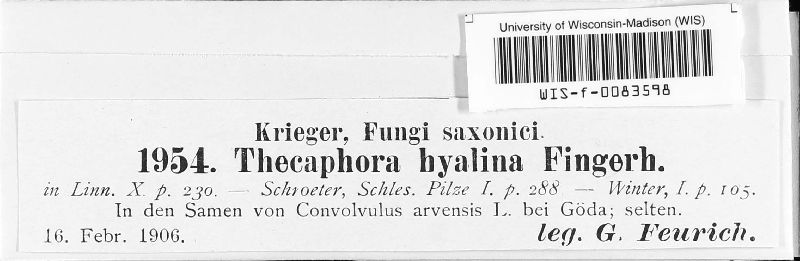 University of Wisconsin-Madison (WIS)
WIS-f-0083598
Krieger, Fungi saxonici.
1954. Thecaphora hyalina Fingerh.
in Linn. X p. 230. — Schroeter, Schles. Pilze I. p. 288 — Winter, I. p. 105.
In den Samen von Convolvulus arvensis L. bei Göda; selten.
16. Febr. 1906. leg. G. Feurich.